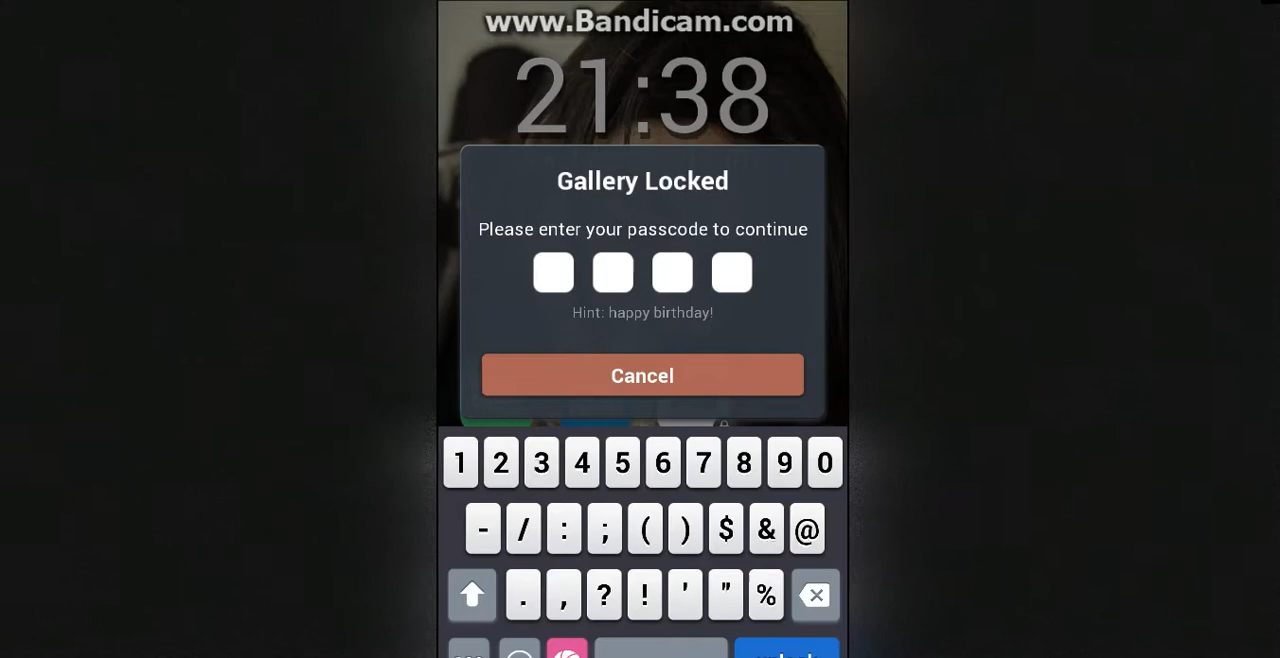 www.Bandicam.com
21:38
Gallery Locked
Please enter your passcode to continue
Hint: happy birthday!
Cancel
1 2 3 4 5 6 7 8 9 0
- / : ; ( ) $ & @
. , ? ! ' " %